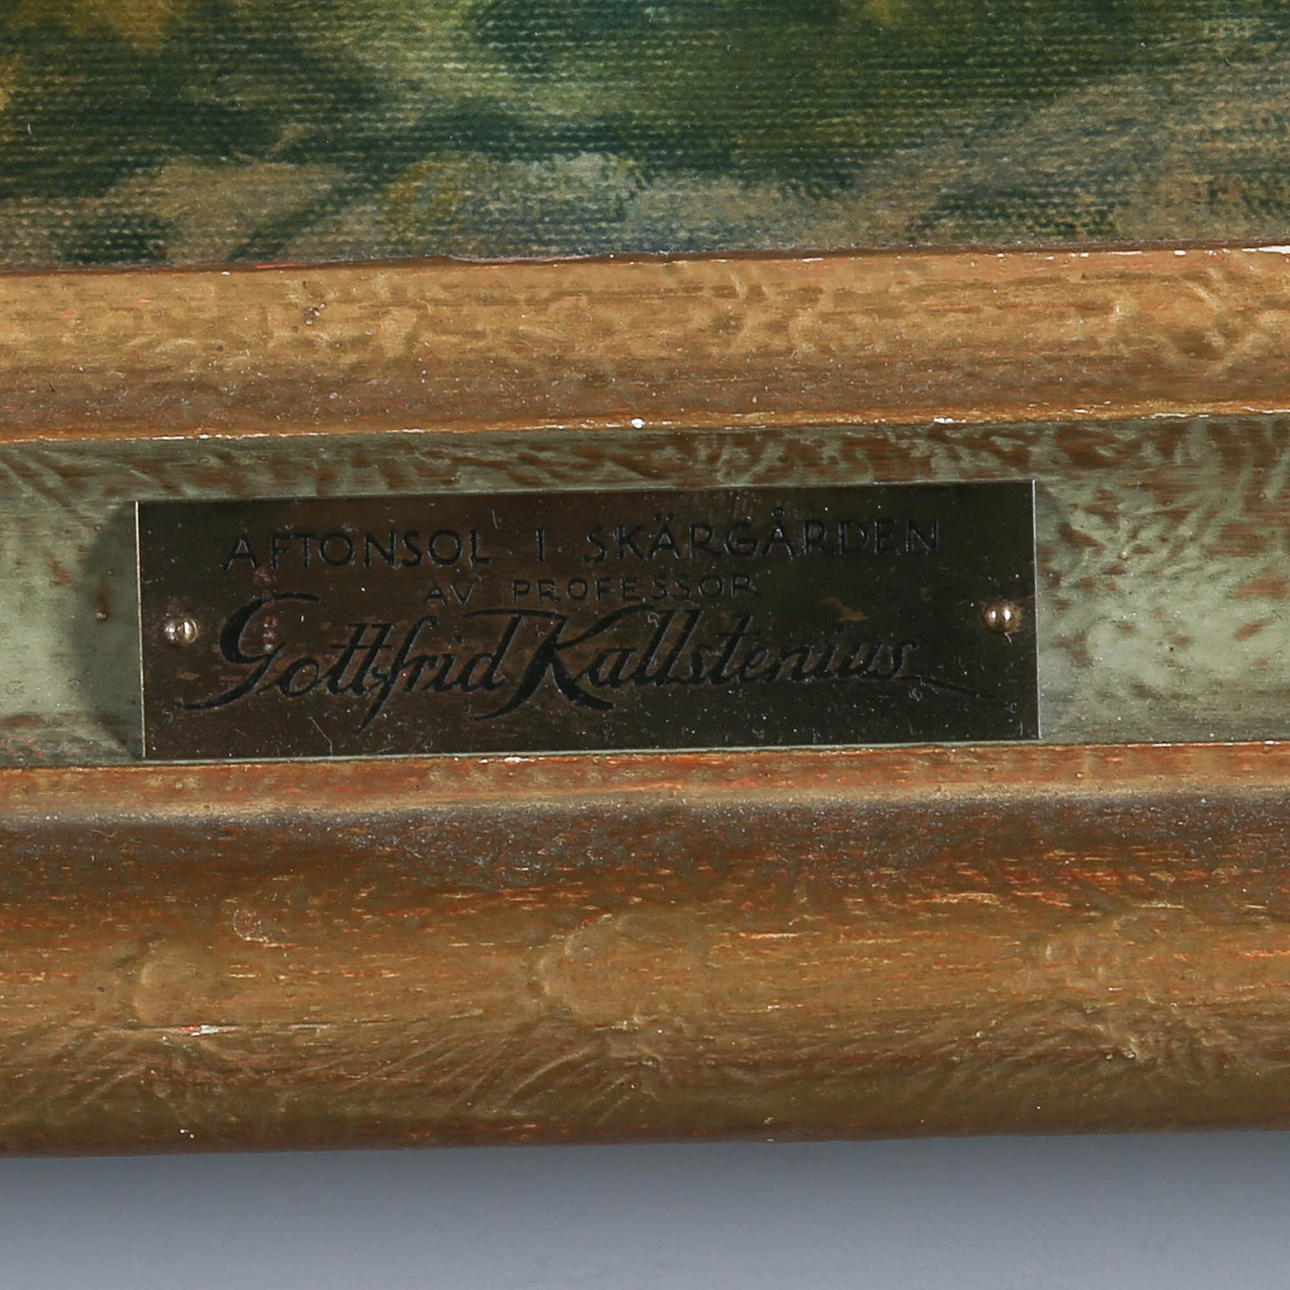 AFTONSOL I SKÄRGÅRDEN
AV PROFESSOR
Gottfrid Kallstenius